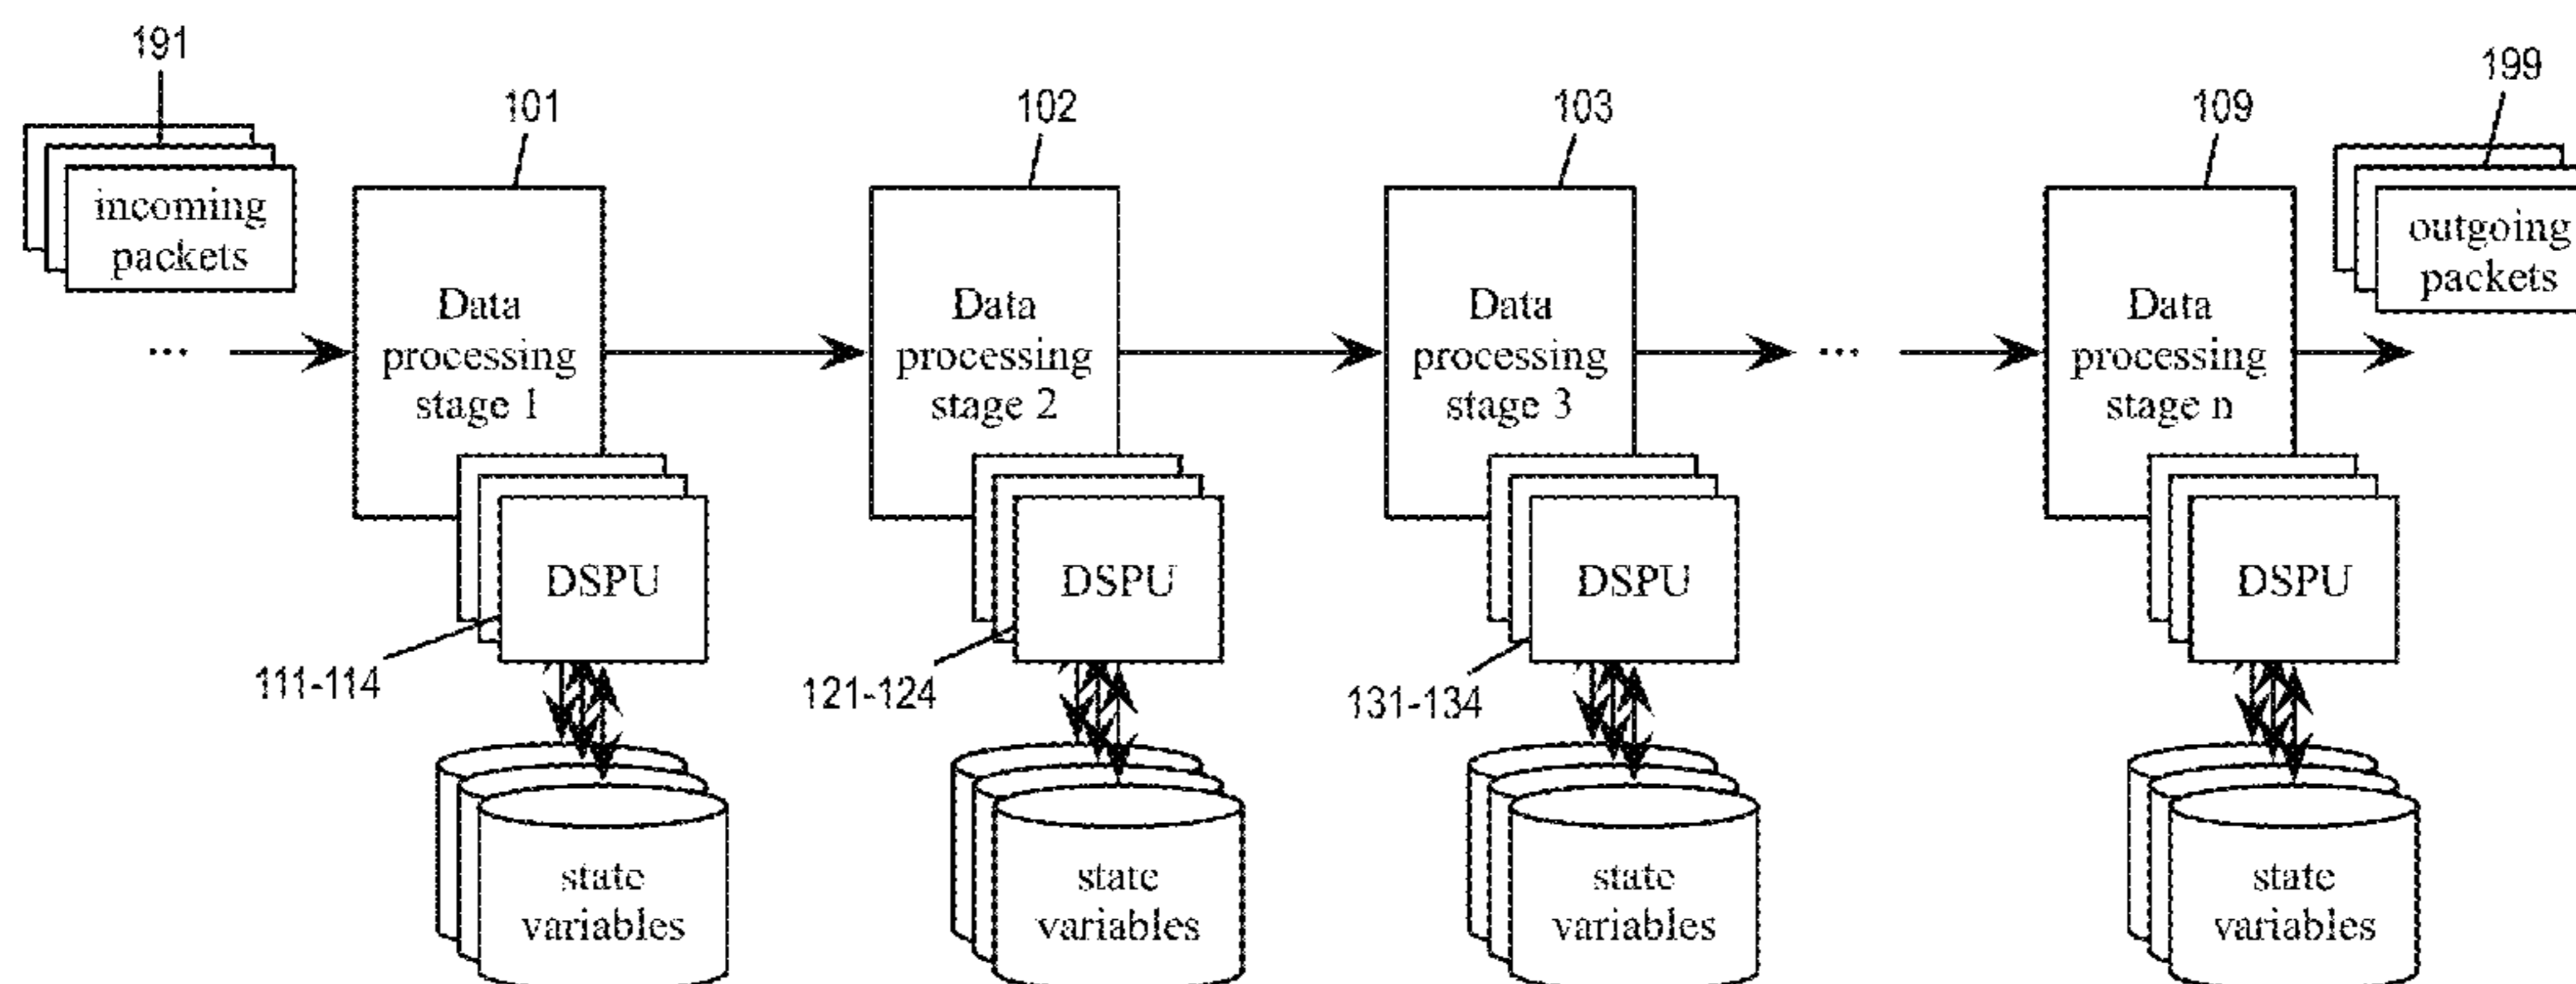 191
199
101
102
103
109
incoming
packets
outgoing
packets
Data
processing
stage 1
Data
processing
stage 2
Data
processing
stage 3
Data
processing
stage n
...
...
DSPU
DSPU
DSPU
DSPU
111-114
121-124
131-134
state
variables
state
variables
state
variables
state
variables